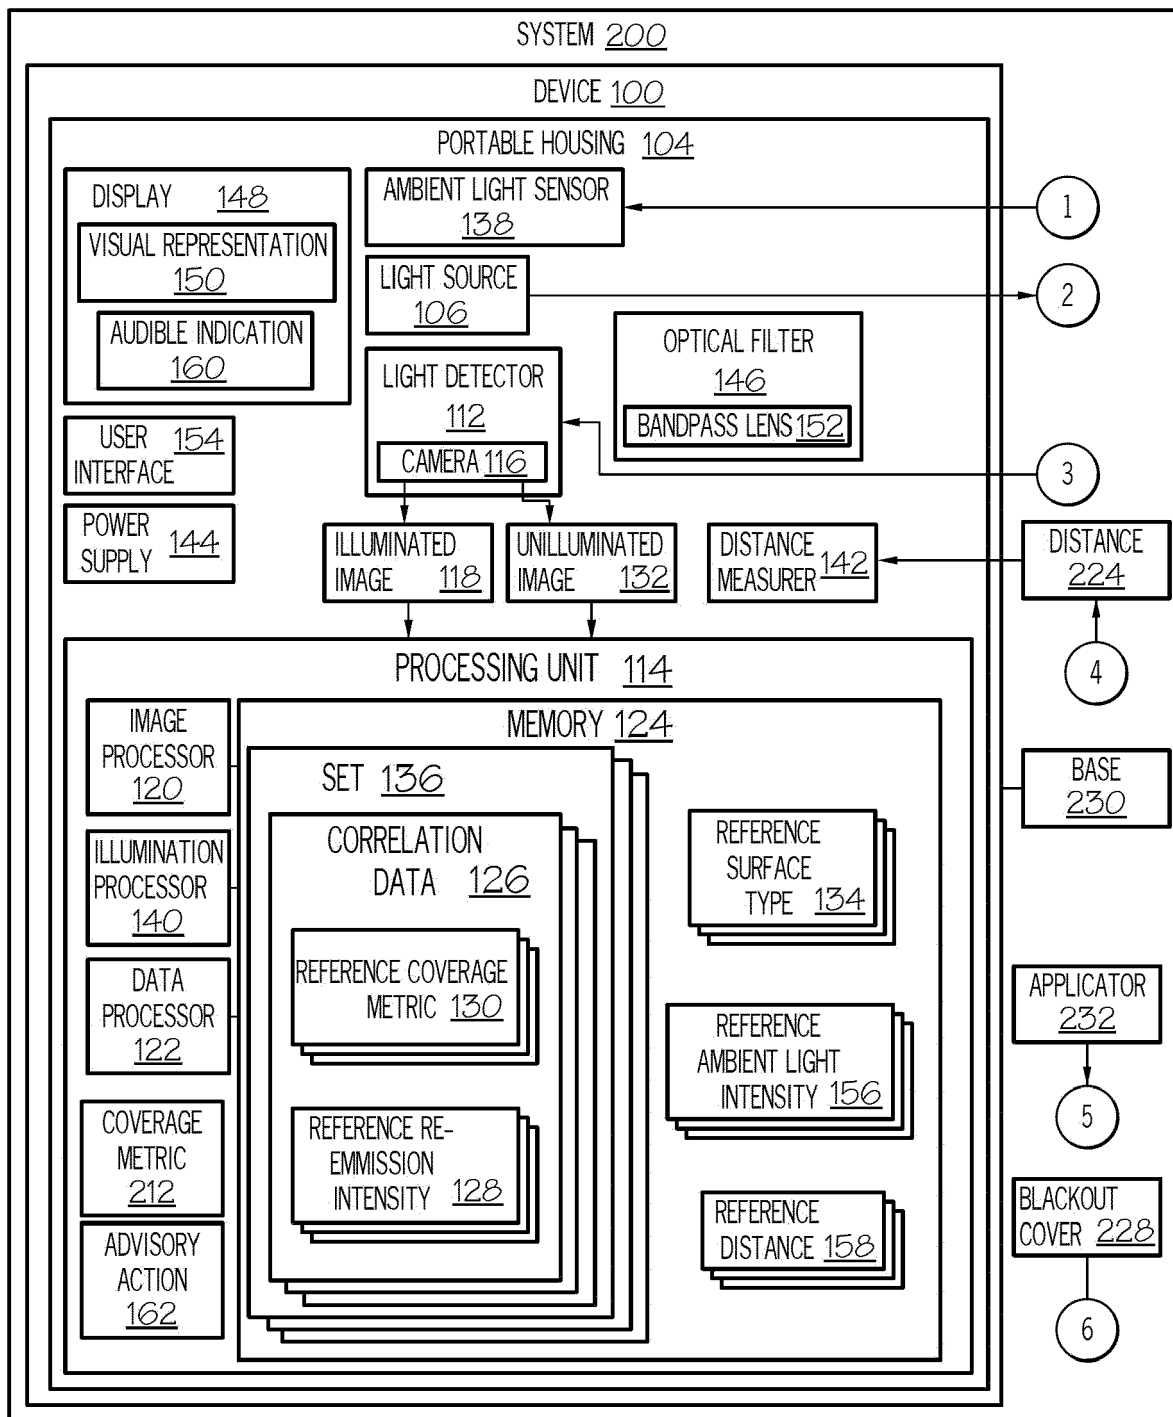 SYSTEM 200
DEVICE 100
PORTABLE HOUSING 104
DISPLAY 148
VISUAL REPRESENTATION
150
AUDIBLE INDICATION
160
AMBIENT LIGHT SENSOR
138
1
LIGHT SOURCE
106
2
LIGHT DETECTOR
112
CAMERA 116
OPTICAL FILTER
146
BANDPASS LENS 152
3
USER
INTERFACE 154
POWER
SUPPLY 144
ILLUMINATED
IMAGE 118
UNILLUMINATED
IMAGE 132
DISTANCE
MEASURER 142
DISTANCE
224
4
PROCESSING UNIT 114
IMAGE
PROCESSOR
120
ILLUMINATION
PROCESSOR
140
DATA
PROCESSOR
122
COVERAGE
METRIC
212
ADVISORY
ACTION
162
MEMORY 124
SET 136
CORRELATION
DATA 126
REFERENCE COVERAGE
METRIC 130
REFERENCE RE-
EMMISSION
INTENSITY 128
REFERENCE
SURFACE
TYPE 134
REFERENCE
AMBIENT LIGHT
INTENSITY 156
REFERENCE
DISTANCE 158
BASE
230
APPLICATOR
232
5
BLACKOUT
COVER 228
6